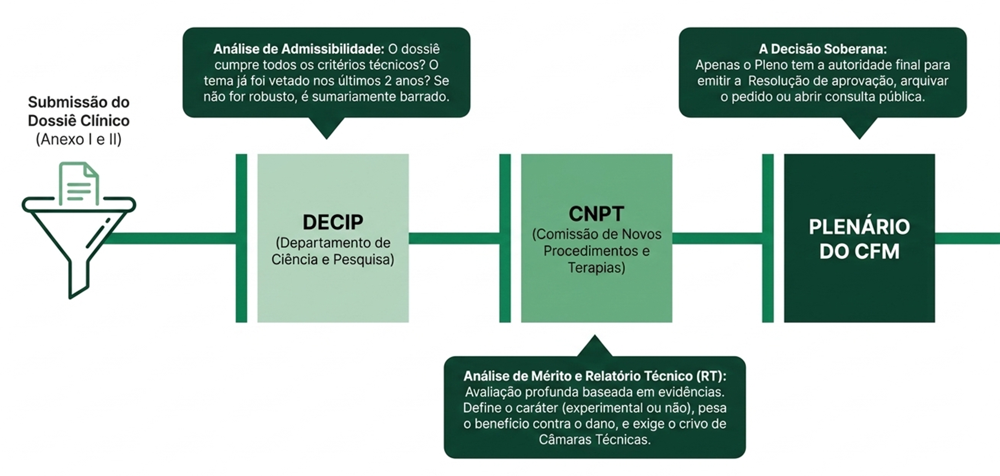 Submissão do
Dossiê Clínico
(Anexo I e II)
Análise de Admissibilidade: O dossiê
cumpre todos os critérios técnicos? O
tema já foi vetado nos últimos 2 anos? Se
não for robusto, é sumariamente barrado.
DECIP
(Departamento de
Ciência e Pesquisa)
CNPT
(Comissão de Novos
Procedimentos e
Terapias)
Análise de Mérito e Relatório Técnico (RT):
Avaliação profunda baseada em evidências.
Define o caráter (experimental ou não), pesa
o benefício contra o dano, e exige o crivo de
Câmaras Técnicas.
A Decisão Soberana:
Apenas o Pleno tem a autoridade final para
emitir a Resolução de aprovação, arquivar
o pedido ou abrir consulta pública.
PLENÁRIO
DO CFM